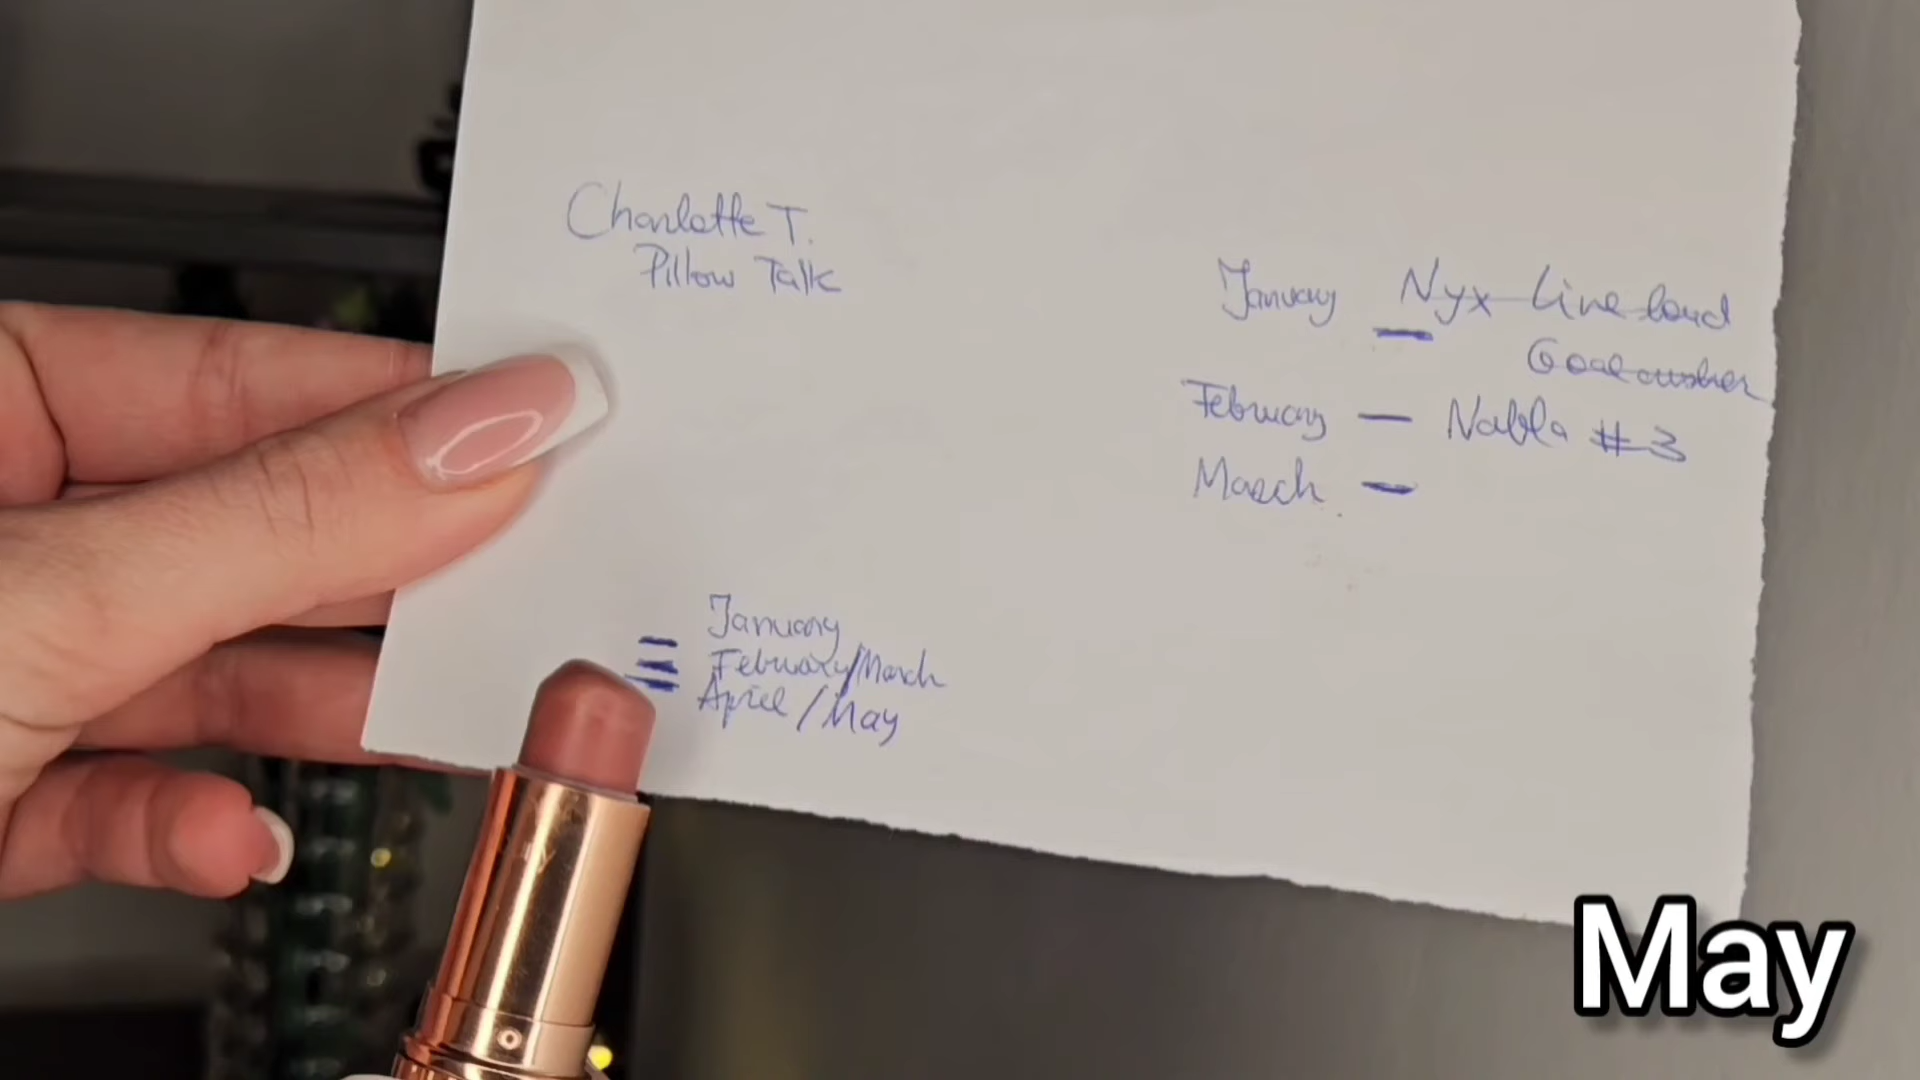 Charlotte T.
Pillow Talk
January Nyx Line loud
Goal crusher
February — Nabla #3
March —
January
February/March
April/May
May